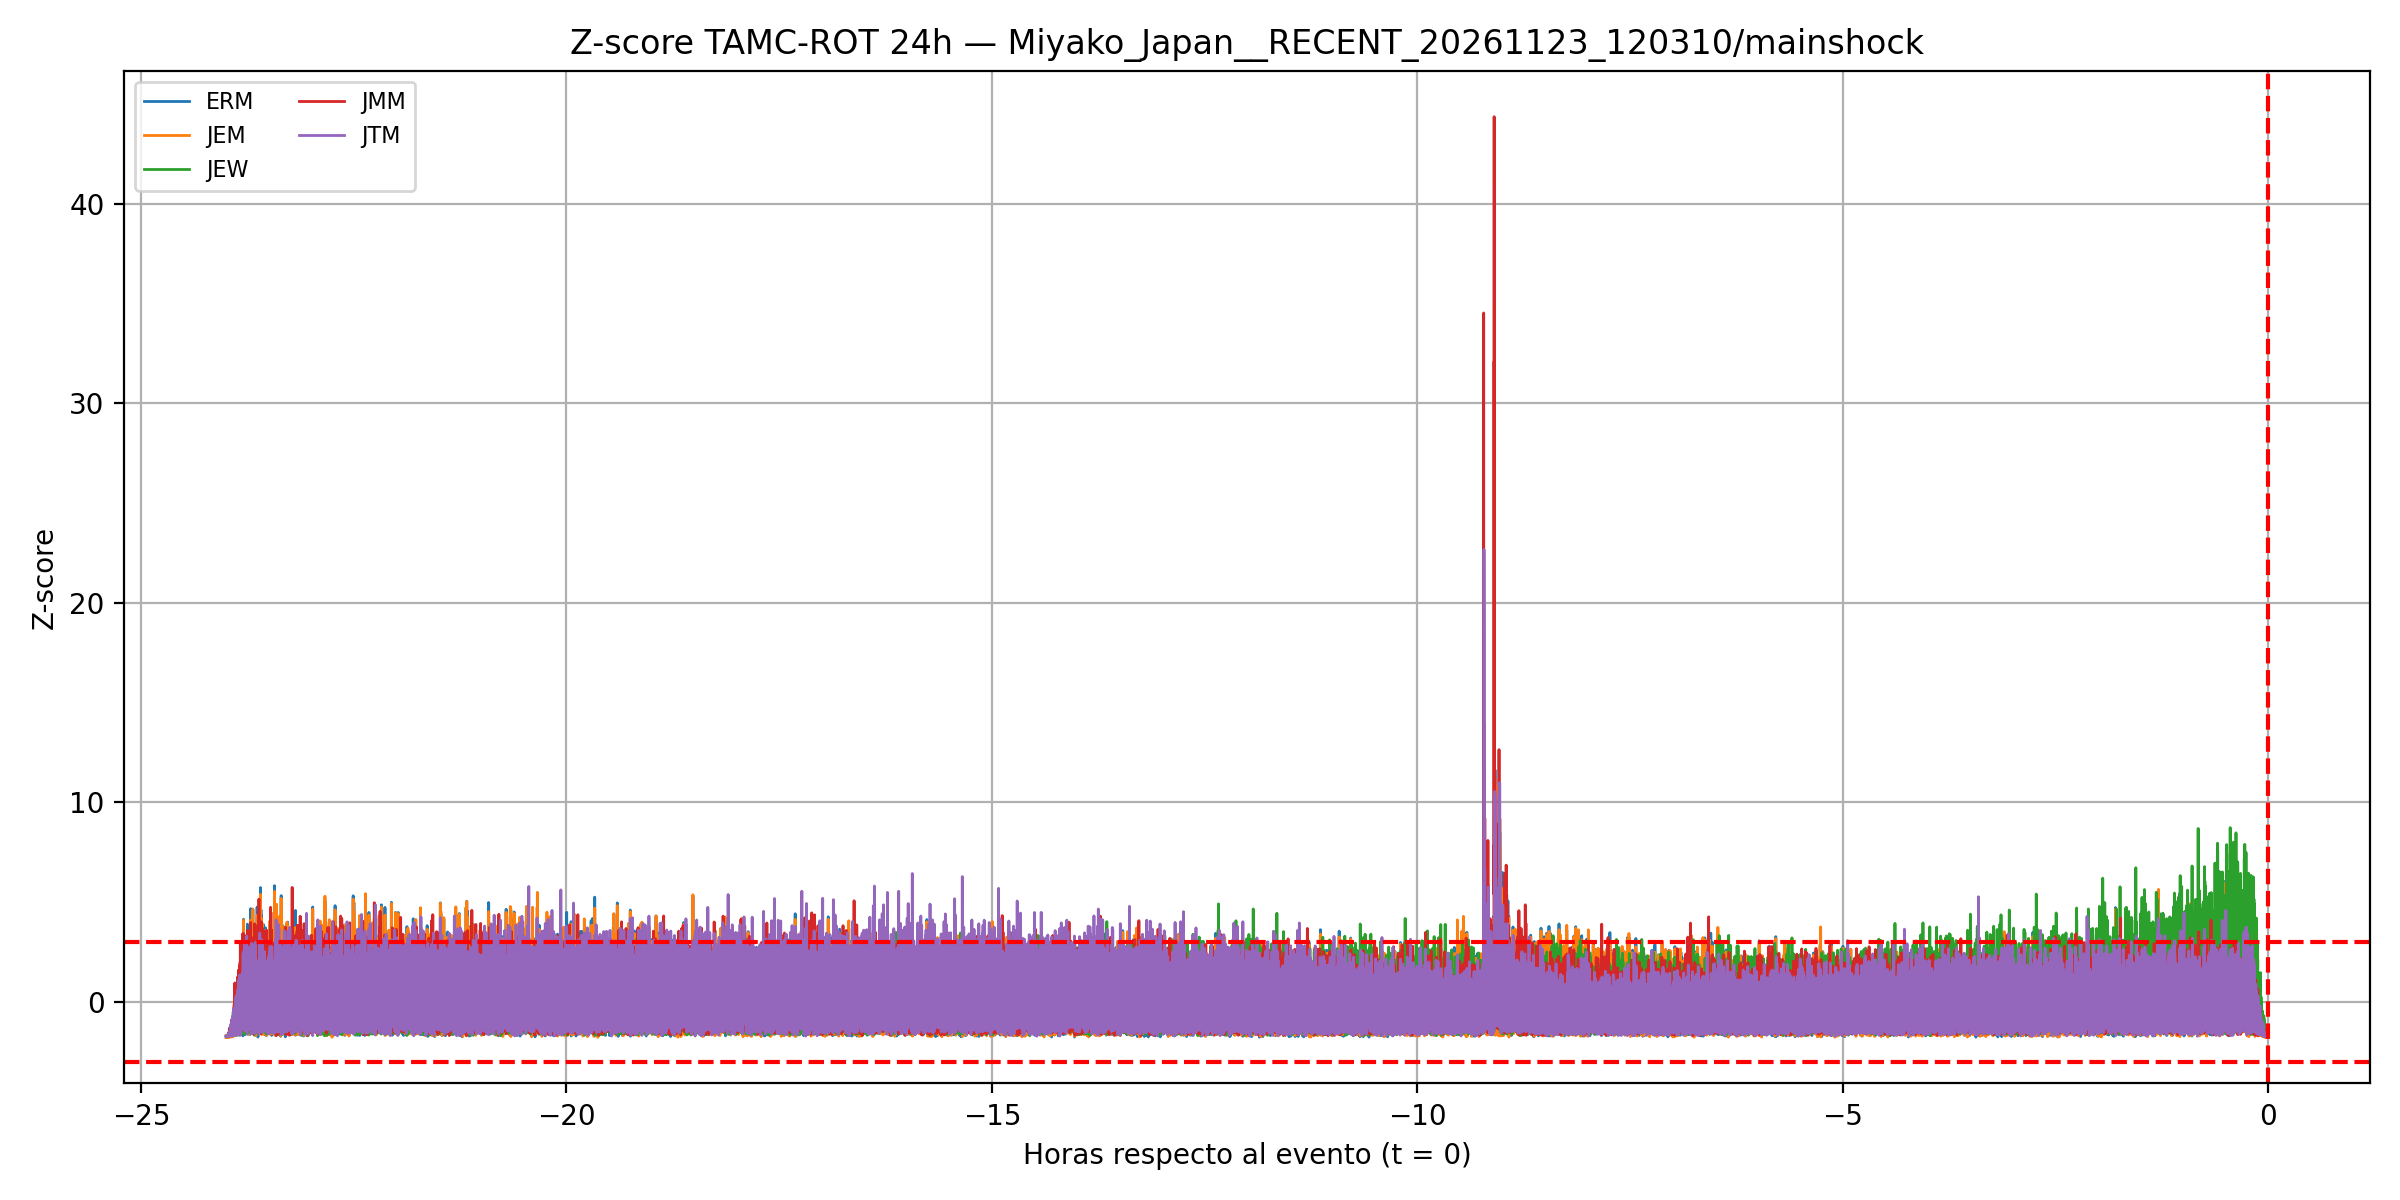 Z-score TAMC-ROT 24h — Miyako_Japan__RECENT_20261123_120310/mainshock
ERM
JEM
JEW
JMM
JTM
Z-score
40
30
20
10
0
−25
−20
−15
−10
−5
0
Horas respecto al evento (t = 0)